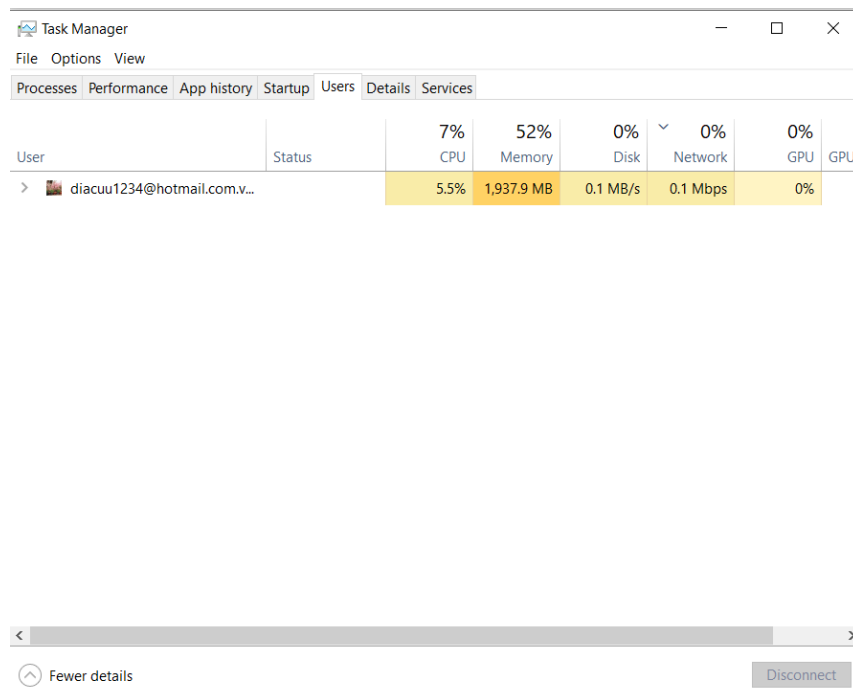 Task Manager
File Options View
Processes Performance App history Startup Users Details Services
7% 52% 0% 0% 0%
User Status CPU Memory Disk Network GPU GPU
diacuu1234@hotmail.com.v... 5.5% 1,937.9 MB 0.1 MB/s 0.1 Mbps 0%
Fewer details Disconnect